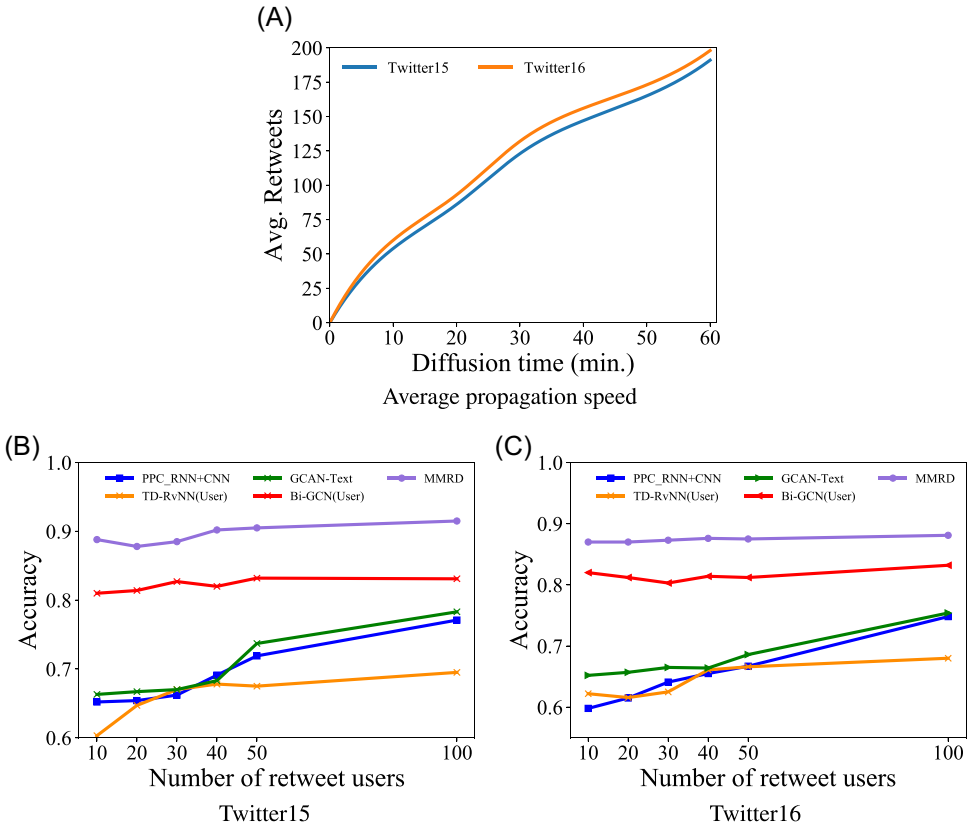 (A)
200
175
150
125
100
75
50
25
0
Avg. Retweets
Twitter15 Twitter16
0 10 20 30 40 50 60
Diffusion time (min.)
Average propagation speed
(B)
1.0
0.9
0.8
0.7
0.6
Accuracy
PPC_RNN+CNN GCAN-Text MMRD
TD-RvNN(User) Bi-GCN(User)
10 20 30 40 50 100
Number of retweet users
Twitter15
(C)
1.0
0.9
0.8
0.7
0.6
Accuracy
PPC_RNN+CNN GCAN-Text MMRD
TD-RvNN(User) Bi-GCN(User)
10 20 30 40 50 100
Number of retweet users
Twitter16